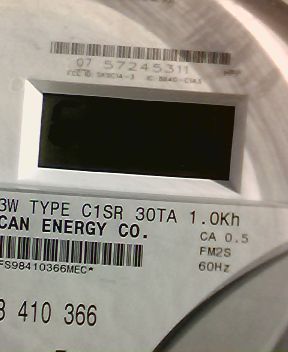 07 57245311
3W TYPE C1SR 30TA 1.0Kh
CAN ENERGY CO.
CA 0.5
FM2S
60Hz
FS98410366MEC*
8 410 366